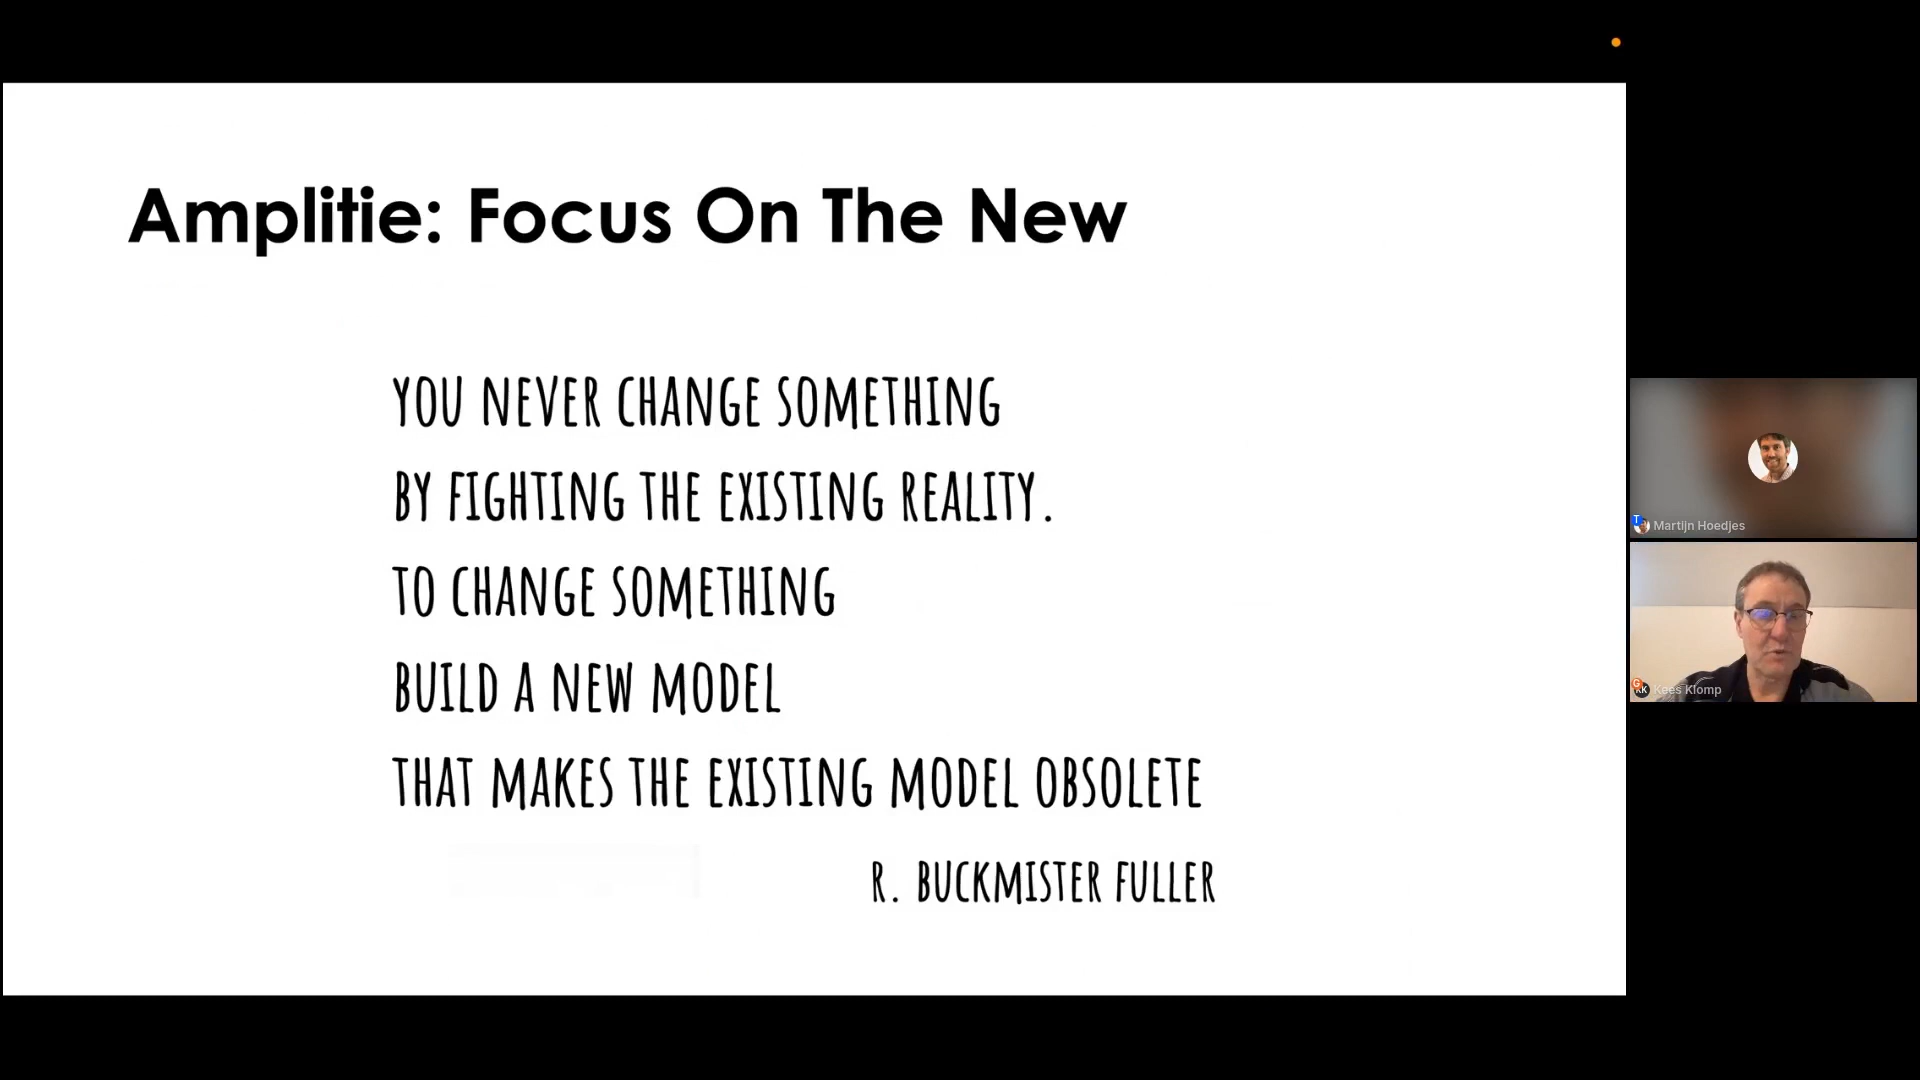 Amplitie: Focus On The New
YOU NEVER CHANGE SOMETHING
BY FIGHTING THE EXISTING REALITY.
TO CHANGE SOMETHING
BUILD A NEW MODEL
THAT MAKES THE EXISTING MODEL OBSOLETE
R. BUCKMISTER FULLER
T Martijn Hoedjes
G KK Kees Klomp